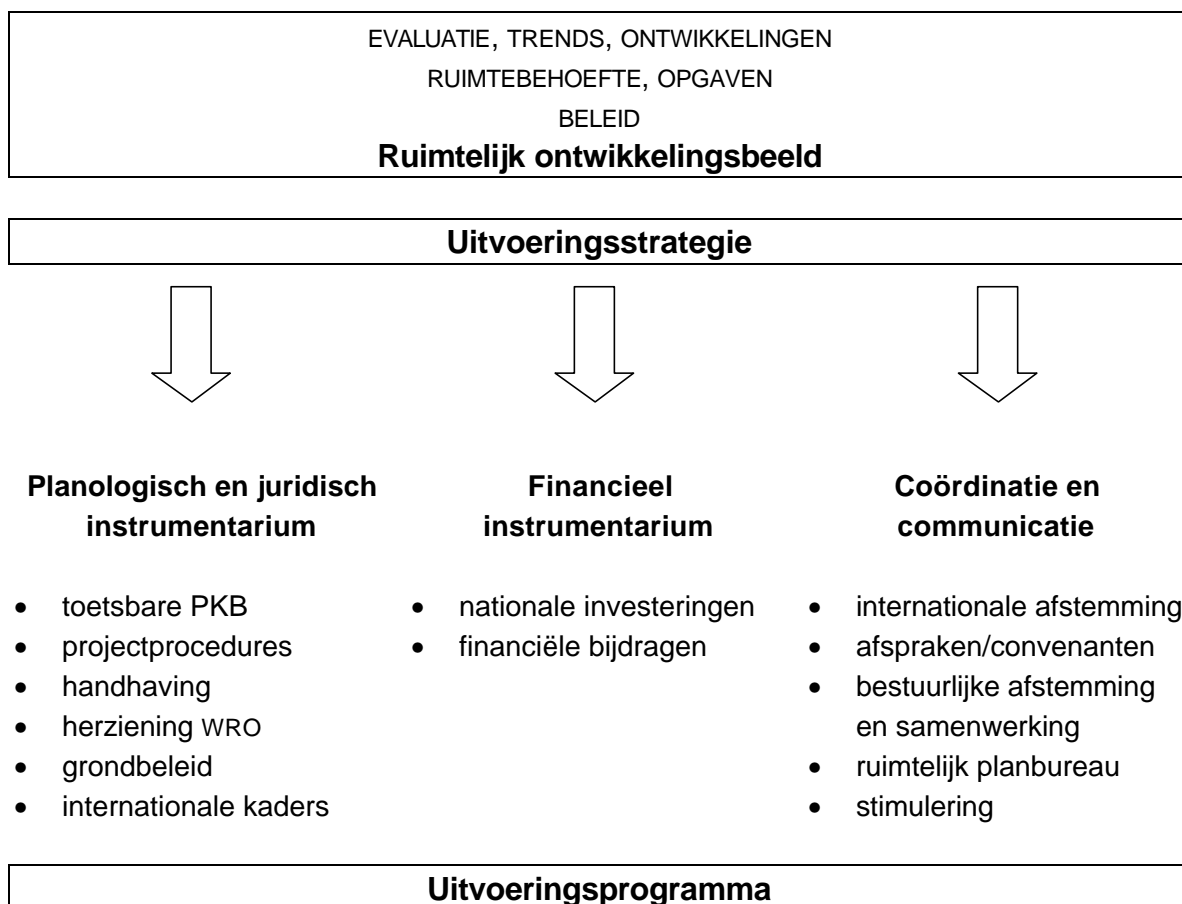 EVALUATIE, TRENDS, ONTWIKKELINGEN
RUIMTEBEHOEFTE, OPGAVEN
BELEID
Ruimtelijk ontwikkelingsbeeld
Uitvoeringsstrategie
Planologisch en juridisch
instrumentarium
• toetsbare PKB
• projectprocedures
• handhaving
• herziening WRO
• grondbeleid
• internationale kaders
Financieel
instrumentarium
• nationale investeringen
• financiële bijdragen
Coördinatie en
communicatie
• internationale afstemming
• afspraken/convenanten
• bestuurlijke afstemming
en samenwerking
• ruimtelijk planbureau
• stimulering
Uitvoeringsprogramma